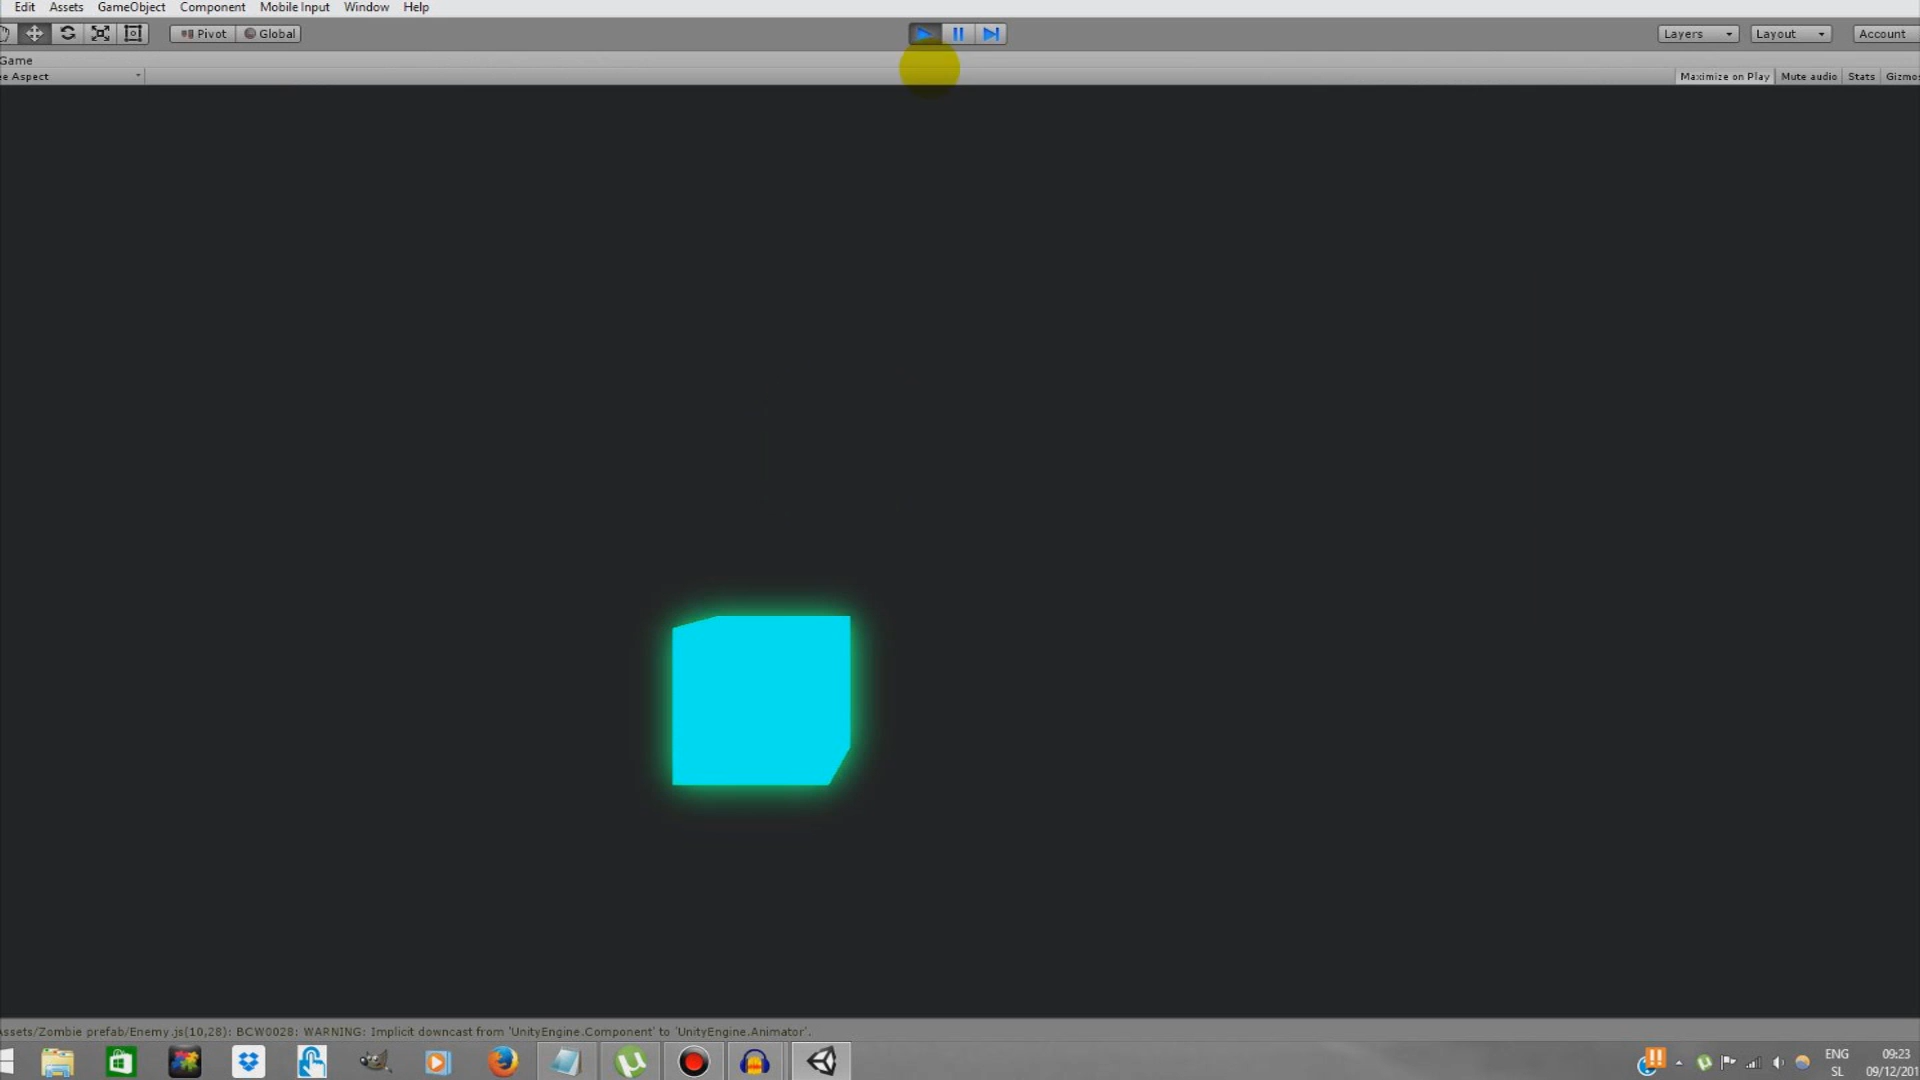 Edit Assets GameObject Component Mobile Input Window Help
Pivot Global Layers Layout Account
Game
e Aspect Maximize on Play Mute audio Stats Gizmos
ssets/Zombie prefab/Enemy.js(10,28): BCW0028: WARNING: Implicit downcast from 'UnityEngine.Component' to 'UnityEngine.Animator'.
ENG 09:23
SL 09/12/201